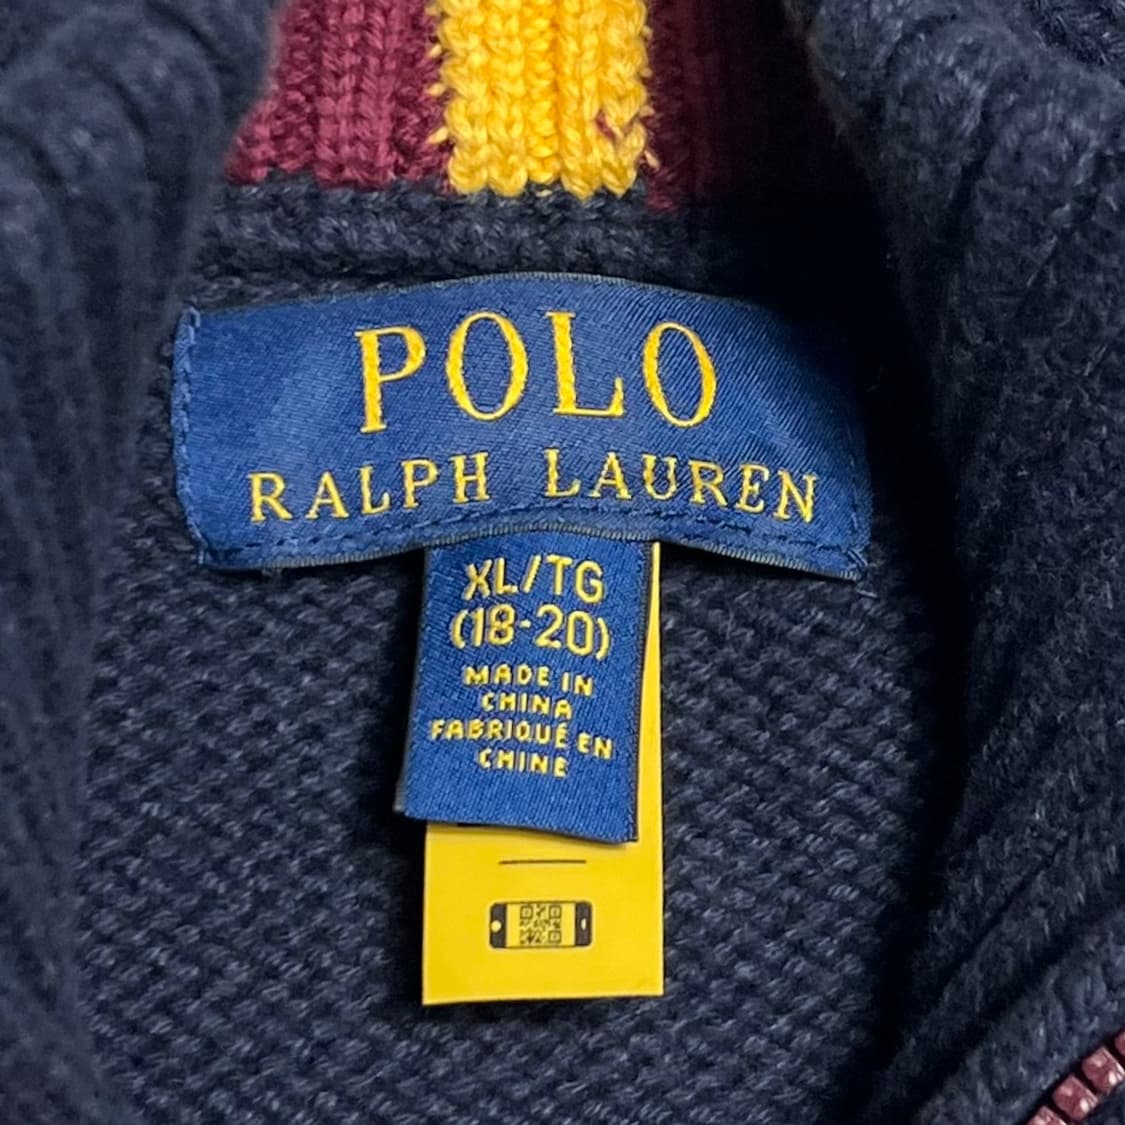 POLO
RALPH LAUREN
XL/TG
(18-20)
MADE IN
CHINA
FABRIQUÉ EN
CHINE